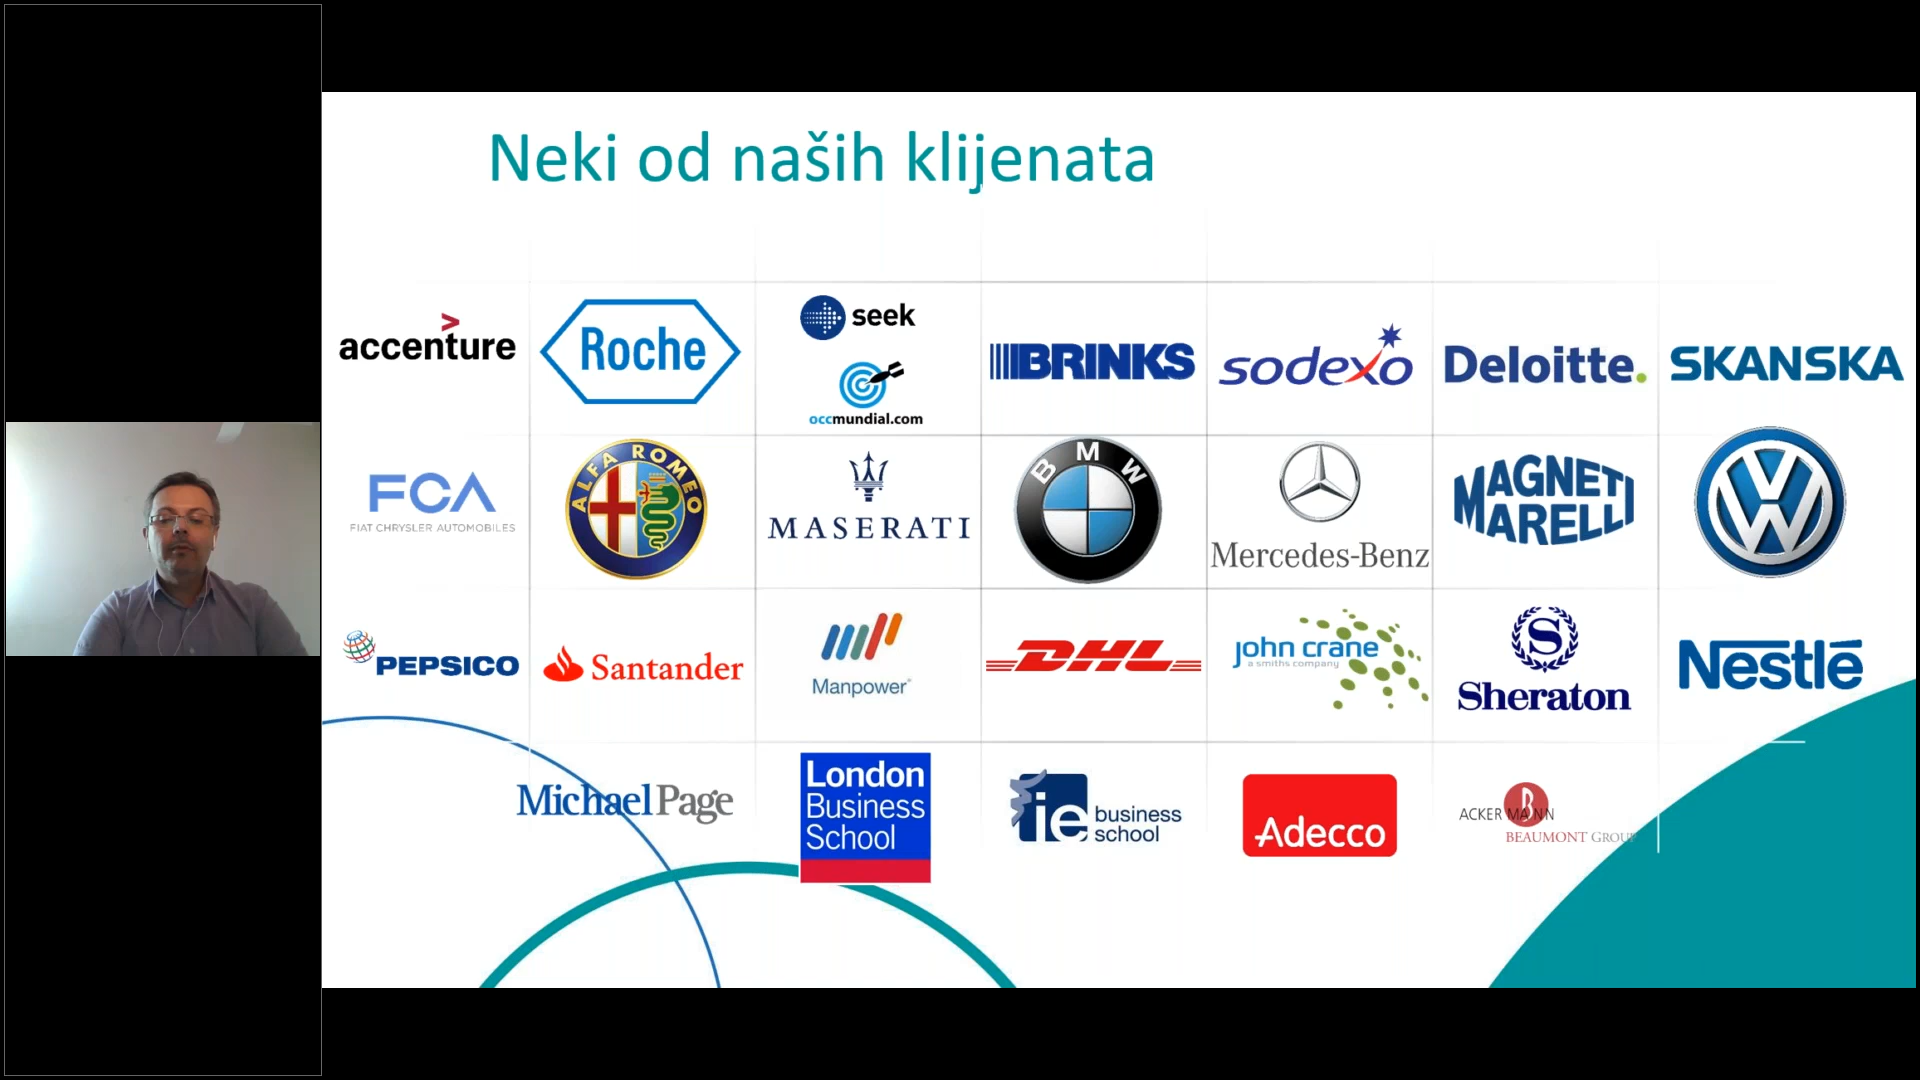 Neki od naših klijenata
>
accenture
Roche
seek
occmundial.com
BRINKS
sodexo
Deloitte.
SKANSKA
FCA
FIAT CHRYSLER AUTOMOBILES
ALFA ROMEO
MASERATI
BMW
Mercedes-Benz
MAGNETI
MARELLI
VW
PEPSICO
Santander
Manpower®
DHL
john crane
a smiths company
S
Sheraton
Nestlé
MichaelPage
London
Business
School
ie business
school
Adecco
B
ACKERMANN
BEAUMONT GROUP